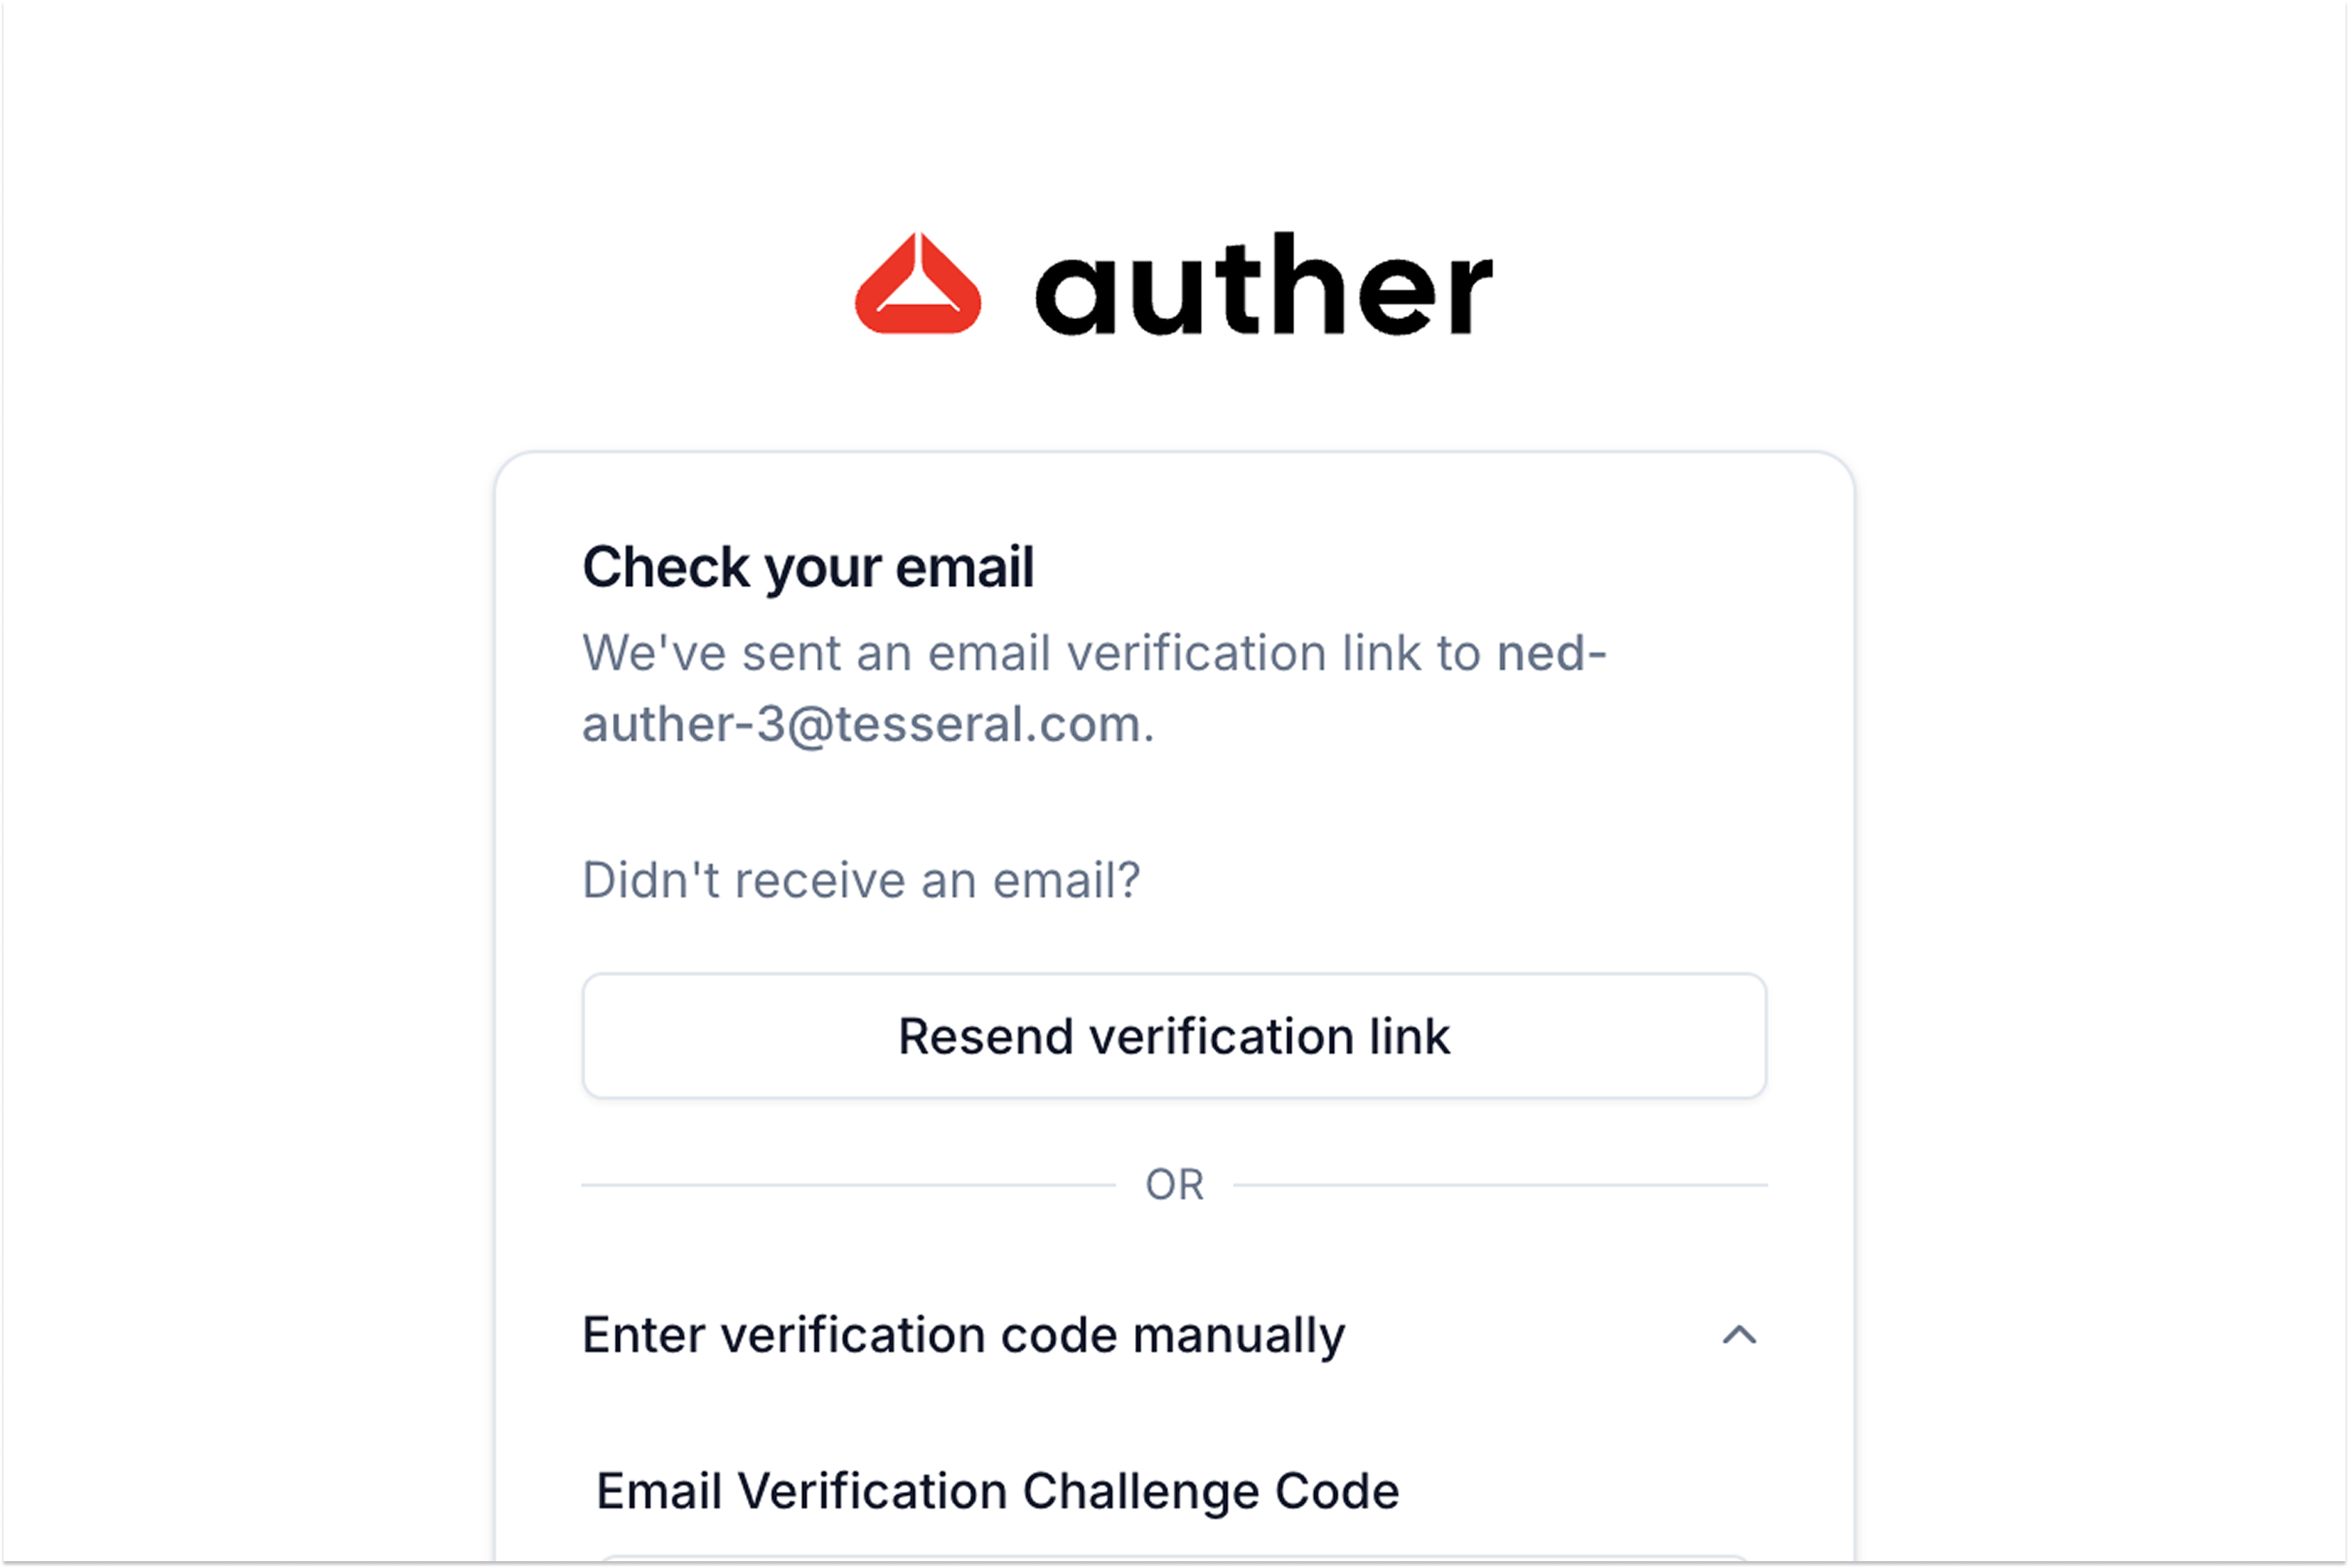 auther
Check your email
We've sent an email verification link to ned-
auther-3@tesseral.com.
Didn't receive an email?
Resend verification link
OR
Enter verification code manually
Email Verification Challenge Code